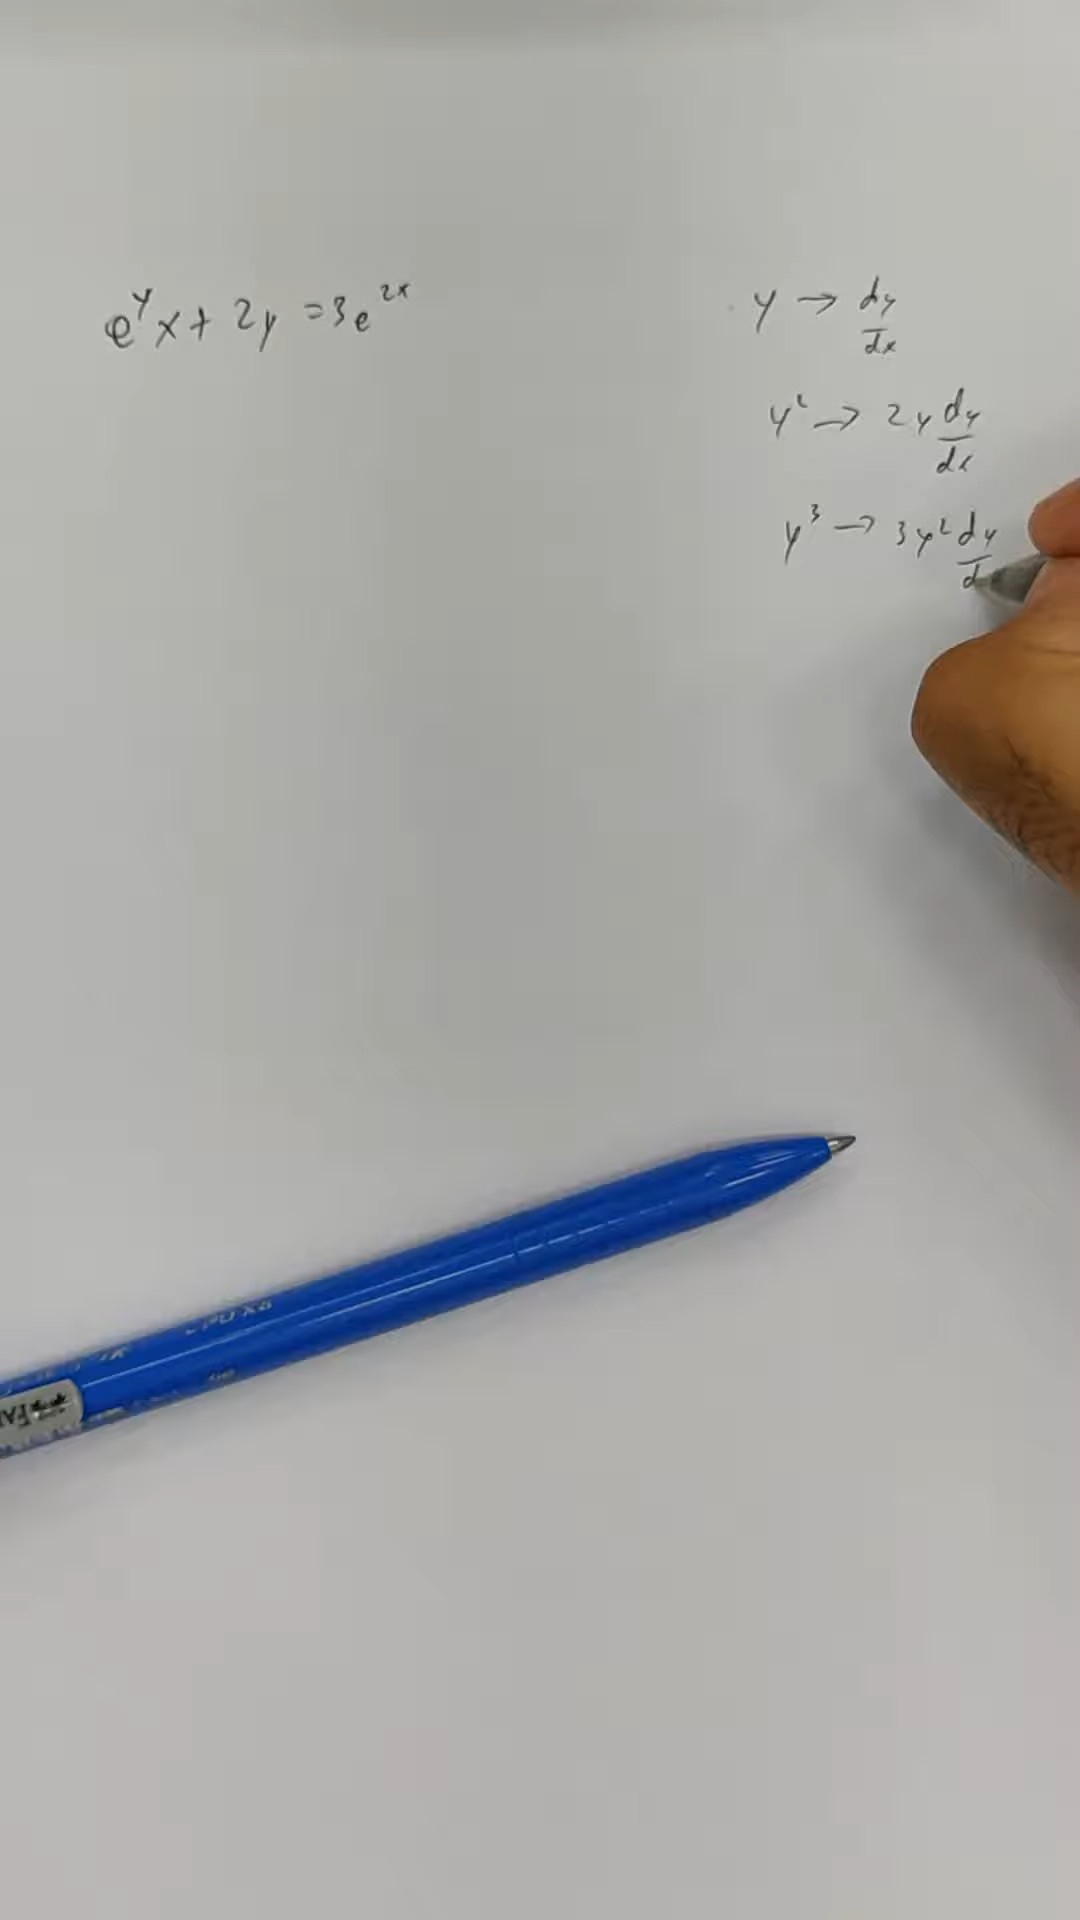 e^y x + 2y = 3e^{2x}
y → dy/dx
y² → 2y dy/dx
y³ → 3y² dy/d